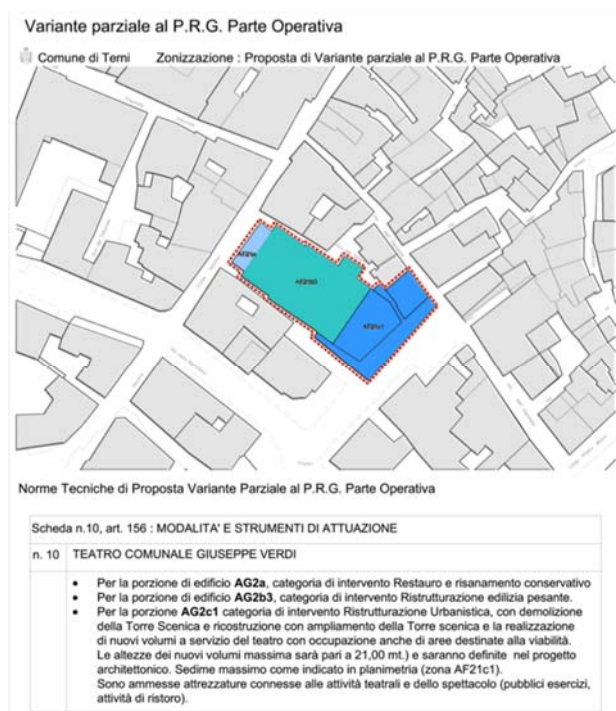 Variante parziale al P.R.G. Parte Operativa
Comune di Terni Zonizzazione : Proposta di Variante parziale al P.R.G. Parte Operativa
AF21c1
Norme Tecniche di Proposta Variante Parziale al P.R.G. Parte Operativa
Scheda n.10, art. 156 : MODALITA' E STRUMENTI DI ATTUAZIONE
n. 10 TEATRO COMUNALE GIUSEPPE VERDI
• Per la porzione di edificio AG2a, categoria di intervento Restauro e risanamento conservativo
• Per la porzione di edificio AG2b3, categoria di intervento Ristrutturazione edilizia pesante.
• Per la porzione AG2c1 categoria di intervento Ristrutturazione Urbanistica, con demolizione
della Torre Scenica e ricostruzione con ampliamento della Torre scenica e la realizzazione
di nuovi volumi a servizio del teatro con occupazione anche di aree destinate alla viabilità.
Le altezze dei nuovi volumi massima sarà pari a 21,00 mt.) e saranno definite nel progetto
architettonico. Sedime massimo come indicato in planimetria (zona AF21c1).
Sono ammesse attrezzature connesse alle attività teatrali e dello spettacolo (pubblici esercizi,
attività di ristoro).